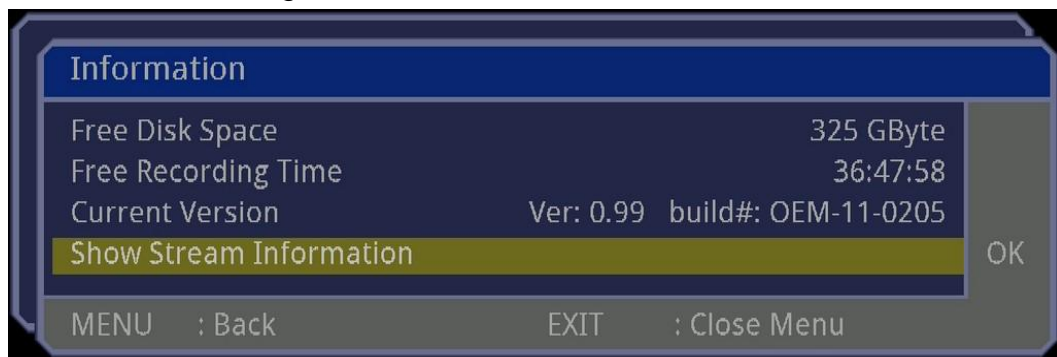 Information
Free Disk Space 325 GByte
Free Recording Time 36:47:58
Current Version Ver: 0.99 build#: OEM-11-0205
Show Stream Information OK
MENU : Back EXIT : Close Menu